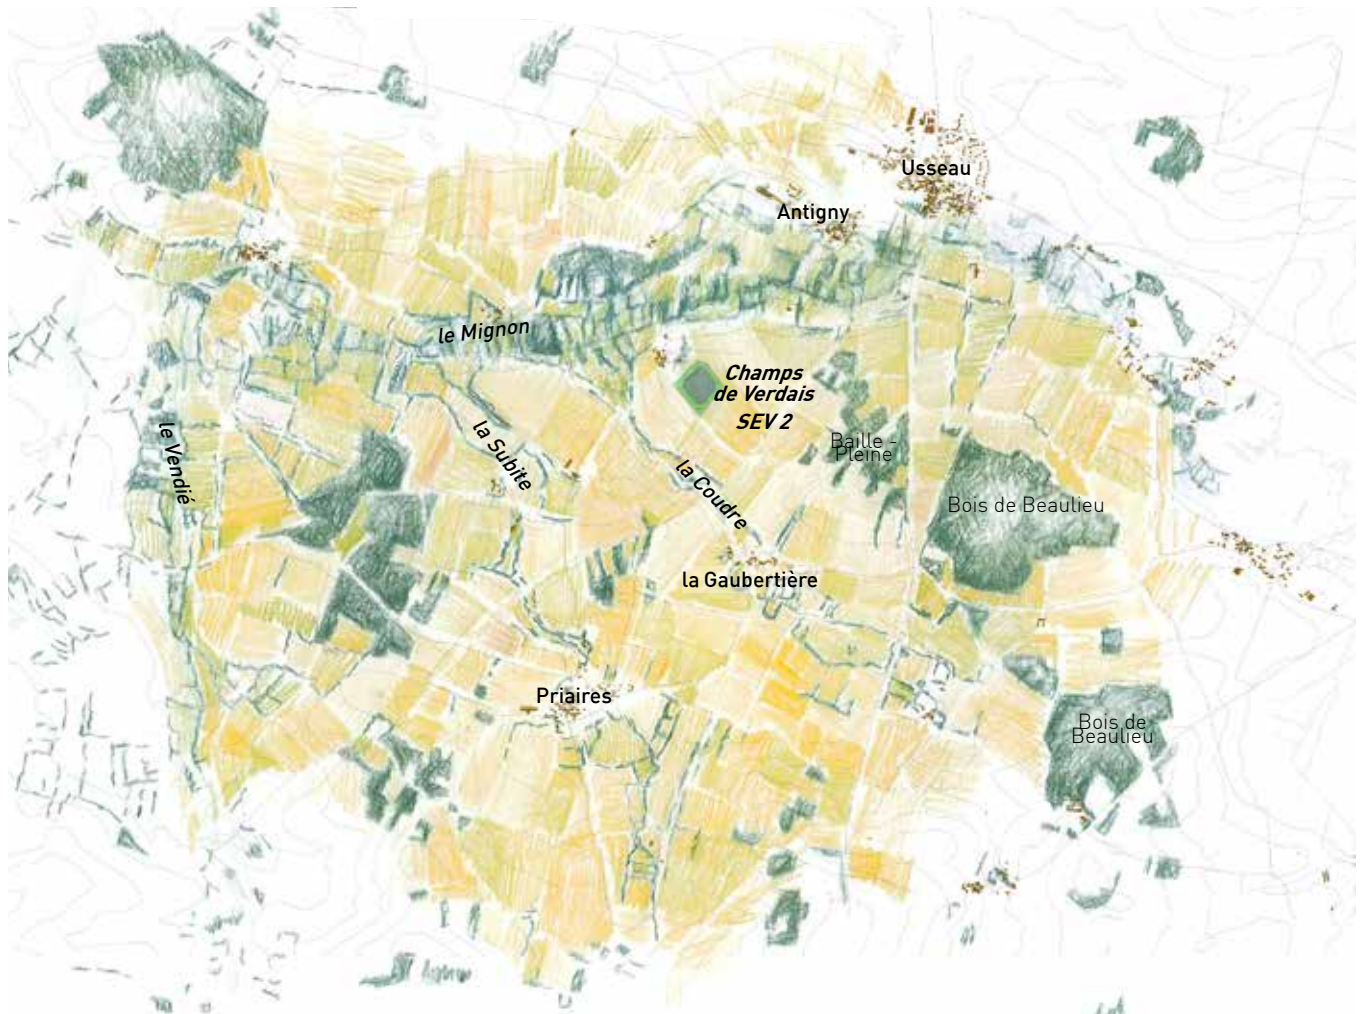 Usseau
Antigny
le Mignon
Champs
de Verdais
SEV 2
Baille -
Pleine
le Vendié
la Subite
la Coudre
Bois de Beaulieu
la Gaubertière
Priaires
Bois de
Beaulieu